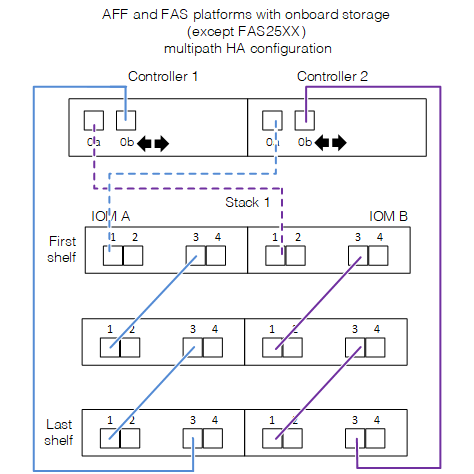 AFF and FAS platforms with onboard storage
(except FAS25XX)
multipath HA configuration
Controller 1 Controller 2
0a 0b 0a 0b
Stack 1
IOM A IOM B
First
shelf
1 2 3 4 1 2 3 4
1 2 3 4 1 2 3 4
Last
shelf
1 2 3 4 1 2 3 4